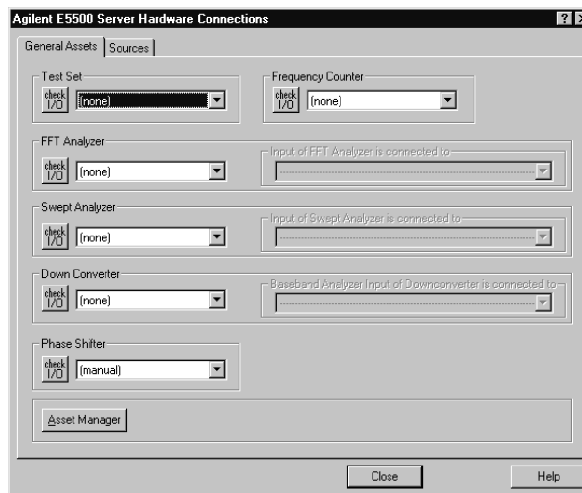 Agilent E5500 Server Hardware Connections
General Assets Sources
Test Set Frequency Counter
check I/O (none) check I/O (none)
FFT Analyzer Input of FFT Analyzer is connected to
check I/O (none)
Swept Analyzer Input of Swept Analyzer is connected to
check I/O (none)
Down Converter Baseband Analyzer Input of Downconverter is connected to
check I/O (none)
Phase Shifter
check I/O (manual)
Asset Manager
Close Help